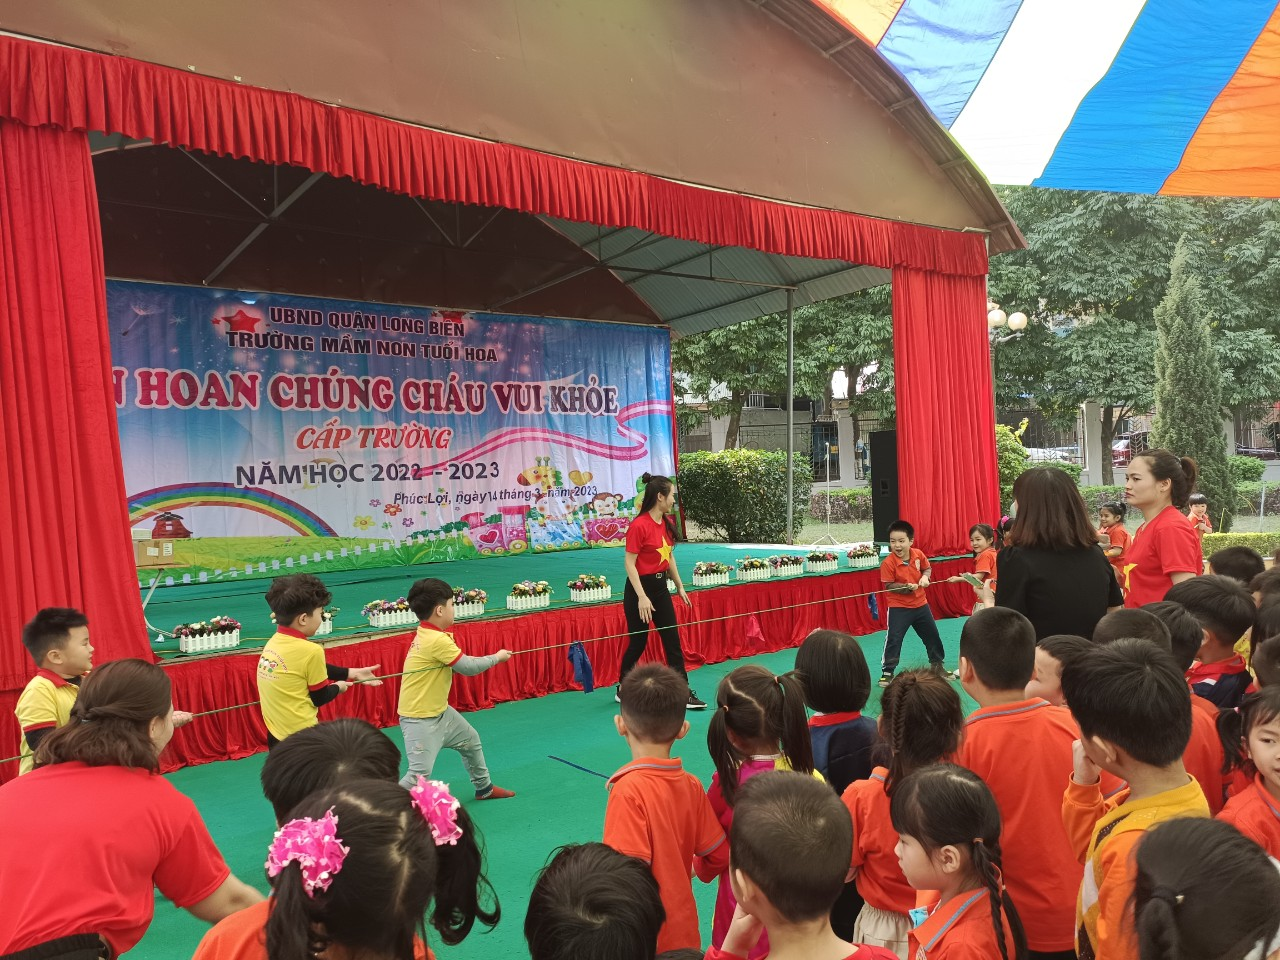 UBND QUẬN LONG BIÊN
TRƯỜNG MẦM NON TUỔI HOA
N HOAN CHÚNG CHÁU VUI KHỎE
CẤP TRƯỜNG
NĂM HỌC 2022 - 2023
Phúc Lợi, ngày 14 tháng 3 năm 2023